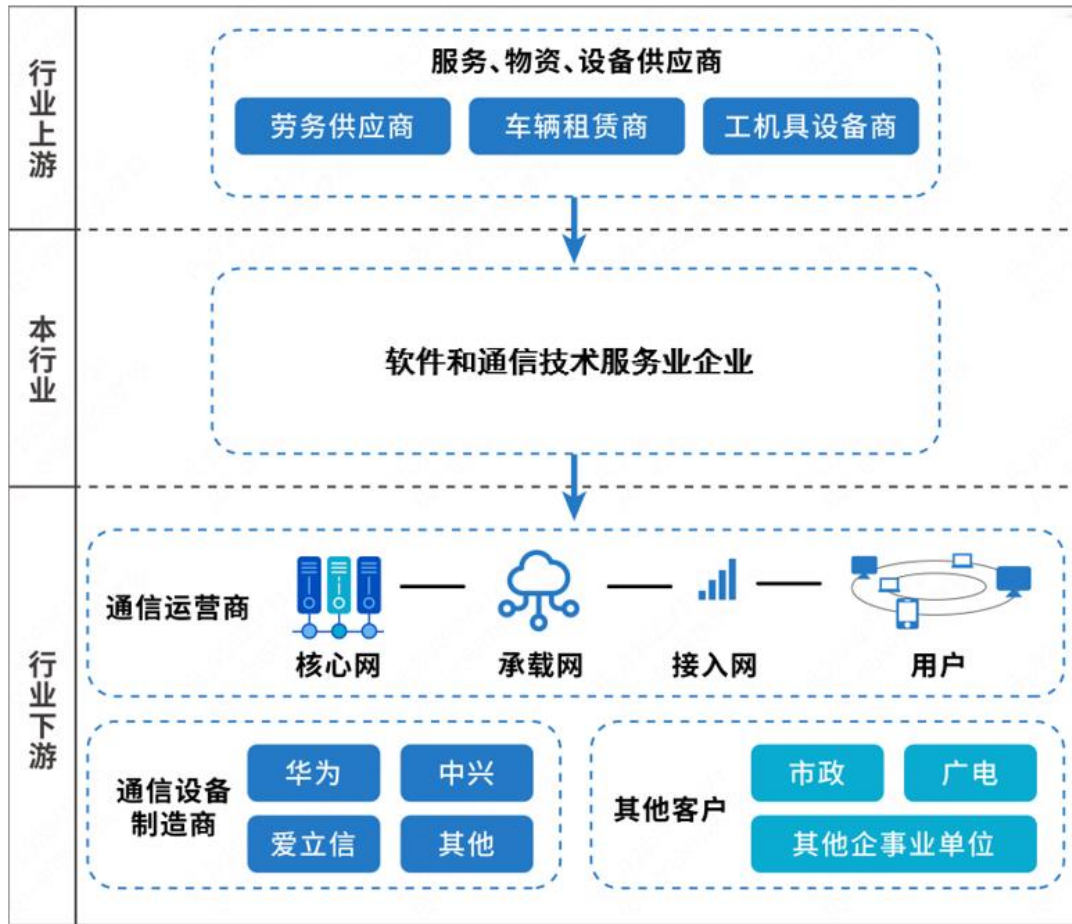 行业上游
服务、物资、设备供应商
劳务供应商
车辆租赁商
工机具设备商
本行业
软件和通信技术服务业企业
行业下游
通信运营商
核心网
承载网
接入网
用户
通信设备
制造商
华为
中兴
爱立信
其他
其他客户
市政
广电
其他企事业单位